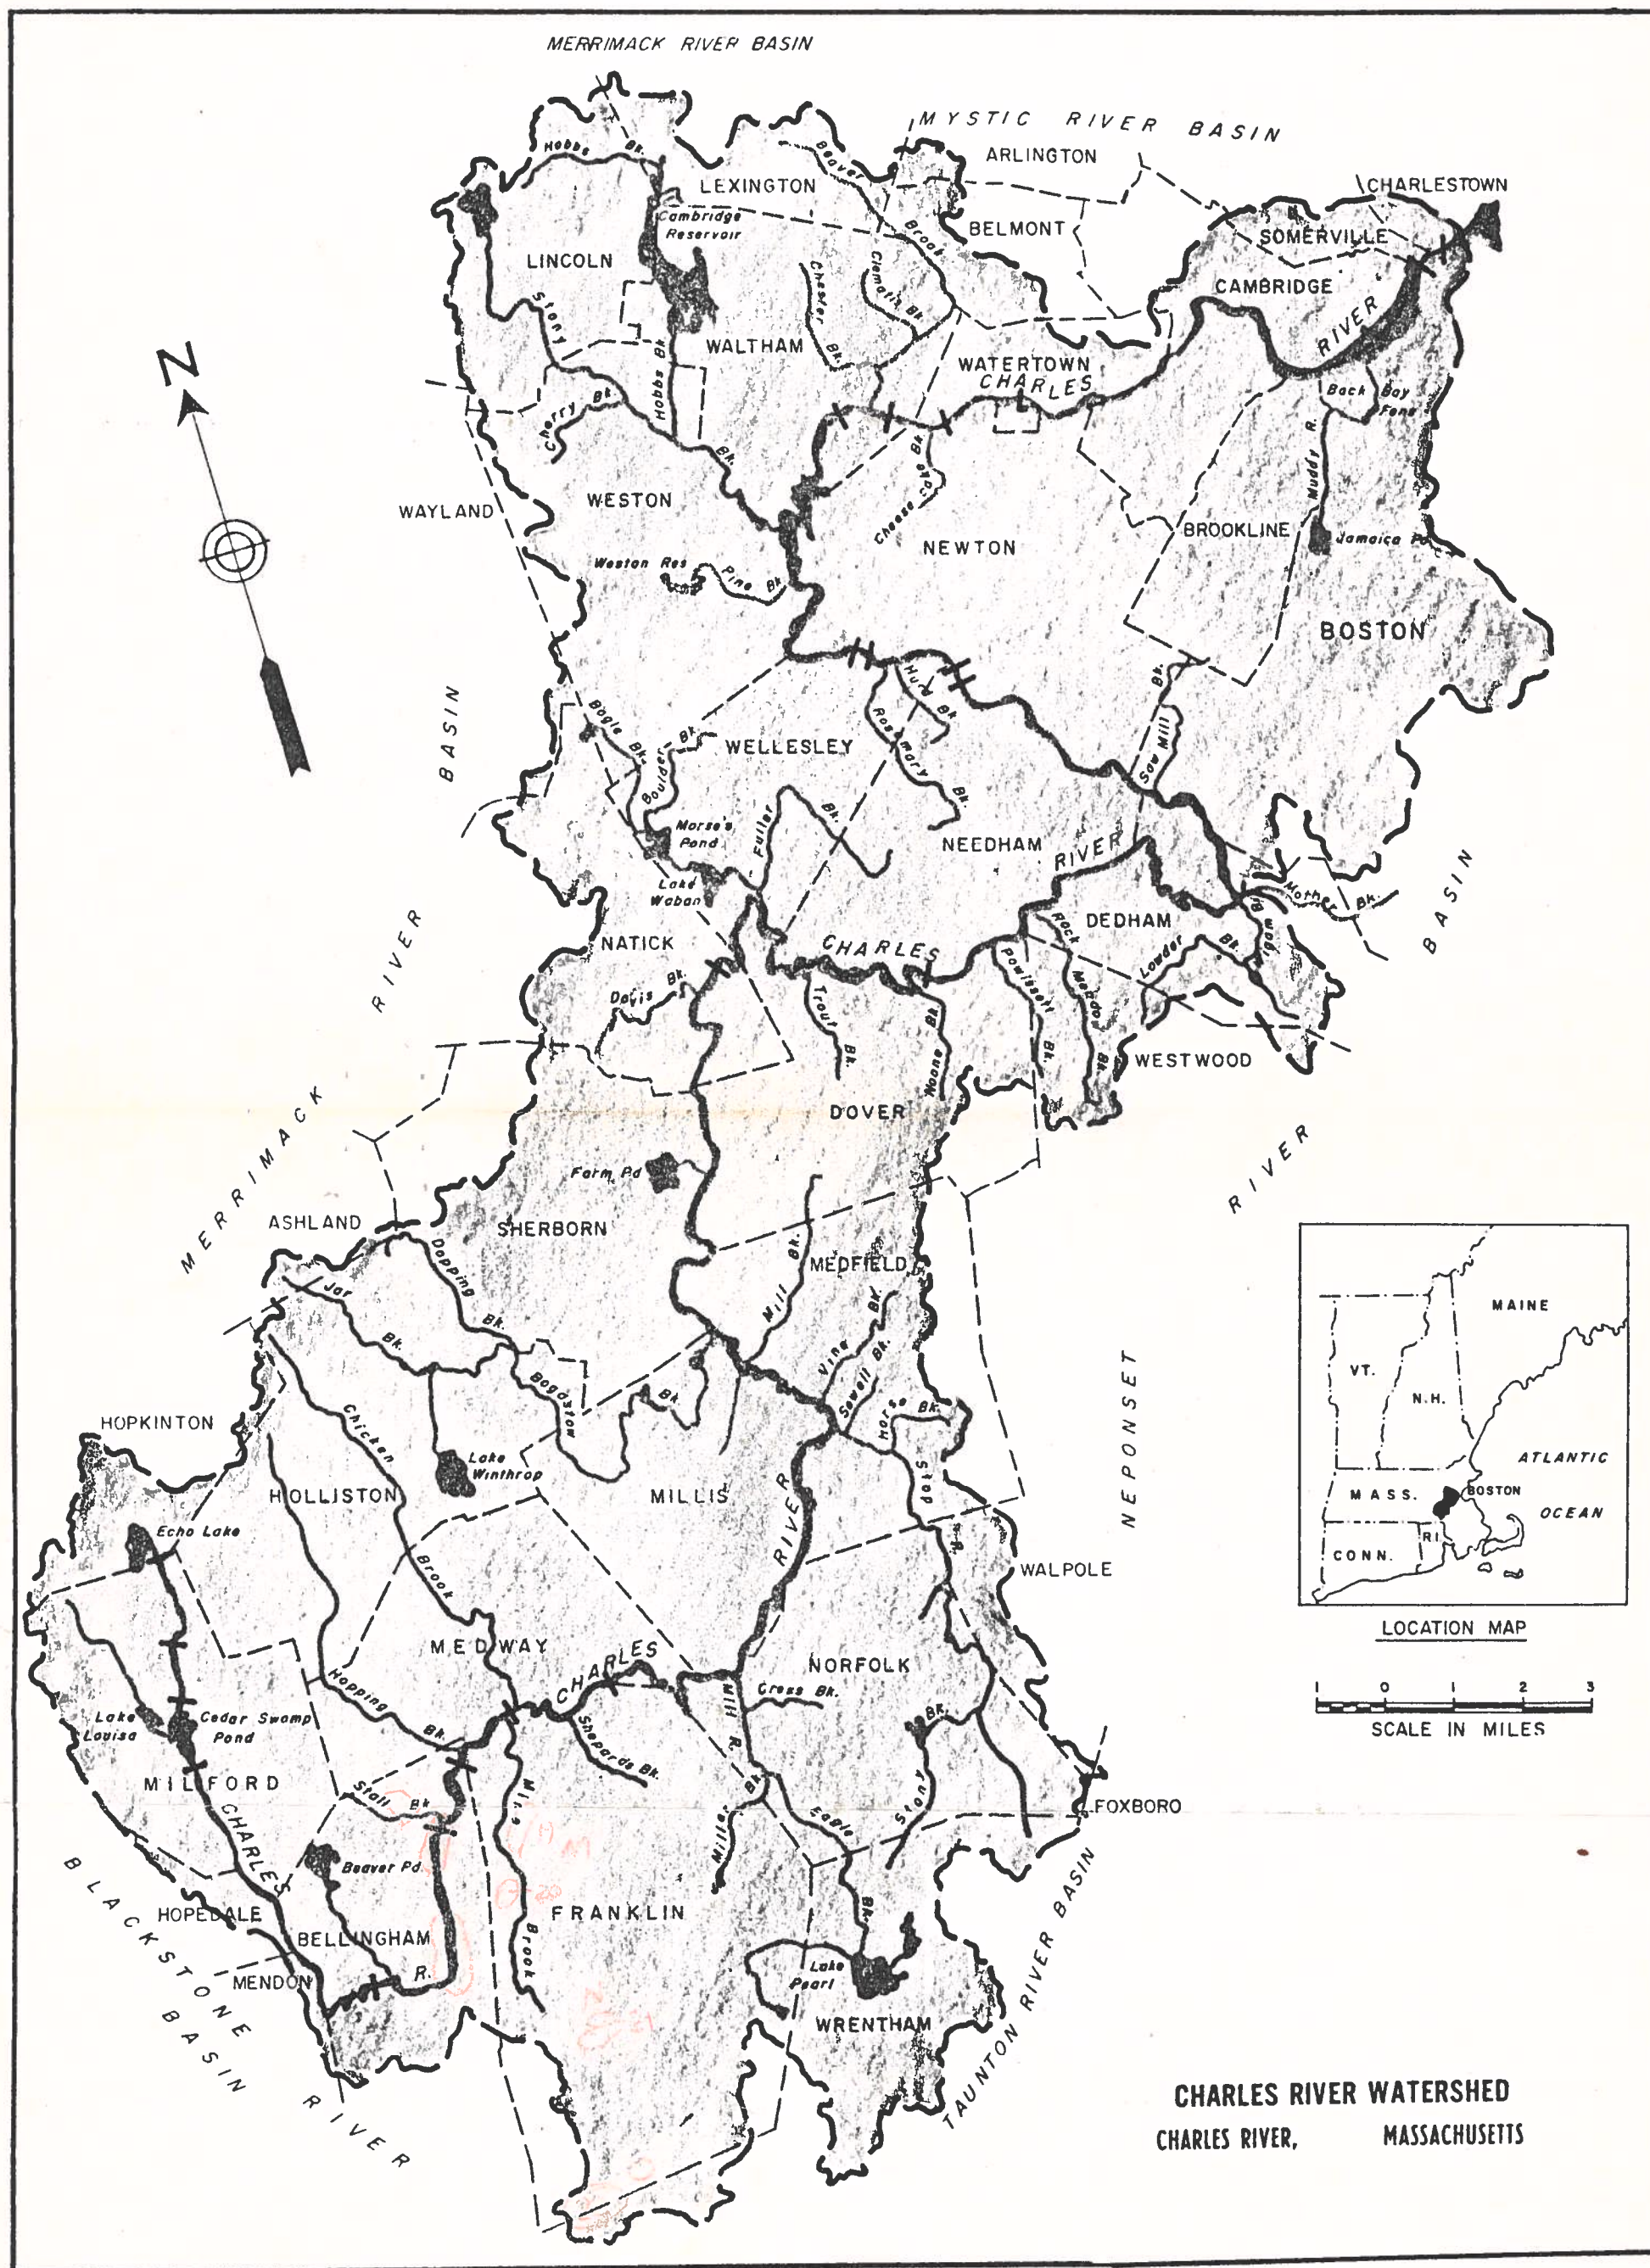 MERRIMACK RIVER BASIN
MYSTIC RIVER BASIN
ARLINGTON
CHARLESTOWN
Hobbs Bk.
LEXINGTON
Beaver Brook
BELMONT
SOMERVILLE
Cambridge
Reservoir
LINCOLN
CAMBRIDGE
Chester Bk.
Clematis Bk.
Stony Bk.
Hobbs Bk
WALTHAM
WATERTOWN
CHARLES RIVER
N
Cherry Bk
Back Bay
Fens
Muddy R.
Cheese Cake Bk
WAYLAND
WESTON
NEWTON
BROOKLINE
Jamaica Pd.
Weston Res
Pine Bk
BOSTON
Hurd Bk
Rosemary Bk.
Saw Mill Bk.
Bogle Bk.
Boulder Bk.
WELLESLEY
Morse's
Pond
Fuller Bk.
NEEDHAM
Lake
Waban
CHARLES RIVER
Mother Bk.
DEDHAM
Rock Meadow Bk.
Lowder Bk.
NATICK
Davis Bk.
Powissett Bk.
Trout Bk.
Noane Bk.
WESTWOOD
DOVER
MERRIMACK RIVER BASIN
NEPONSET RIVER BASIN
Farm Pd
ASHLAND
SHERBORN
Dopping Bk.
Jar Bk.
MEDFIELD
Mill Bk.
Vine Bk.
Sewell Bk.
Horse Bk.
Bogaston Bk
HOPKINTON
Chicken Brook
Lake
Winthrop
HOLLISTON
MILLIS
Stop R.
Echo Lake
WALPOLE
MEDWAY
CHARLES RIVER
NORFOLK
Hopping Bk.
Mill R.
Cress Bk.
Lake
Louisa
Cedar Swamp
Pond
Shepards Bk.
Stony Bk.
MILFORD
Stall Bk
Mine Brook
Miller Bk
Eagle Bk.
FOXBORO
CHARLES R.
Beaver Pd.
HOPEDALE
BELLINGHAM
FRANKLIN
MENDON
Lake
Pearl
WRENTHAM
BLACKSTONE RIVER BASIN
TAUNTON RIVER BASIN
MAINE
VT.
N.H.
ATLANTIC
OCEAN
MASS.
BOSTON
RI
CONN.
LOCATION MAP
1 0 1 2 3
SCALE IN MILES
CHARLES RIVER WATERSHED
CHARLES RIVER, MASSACHUSETTS